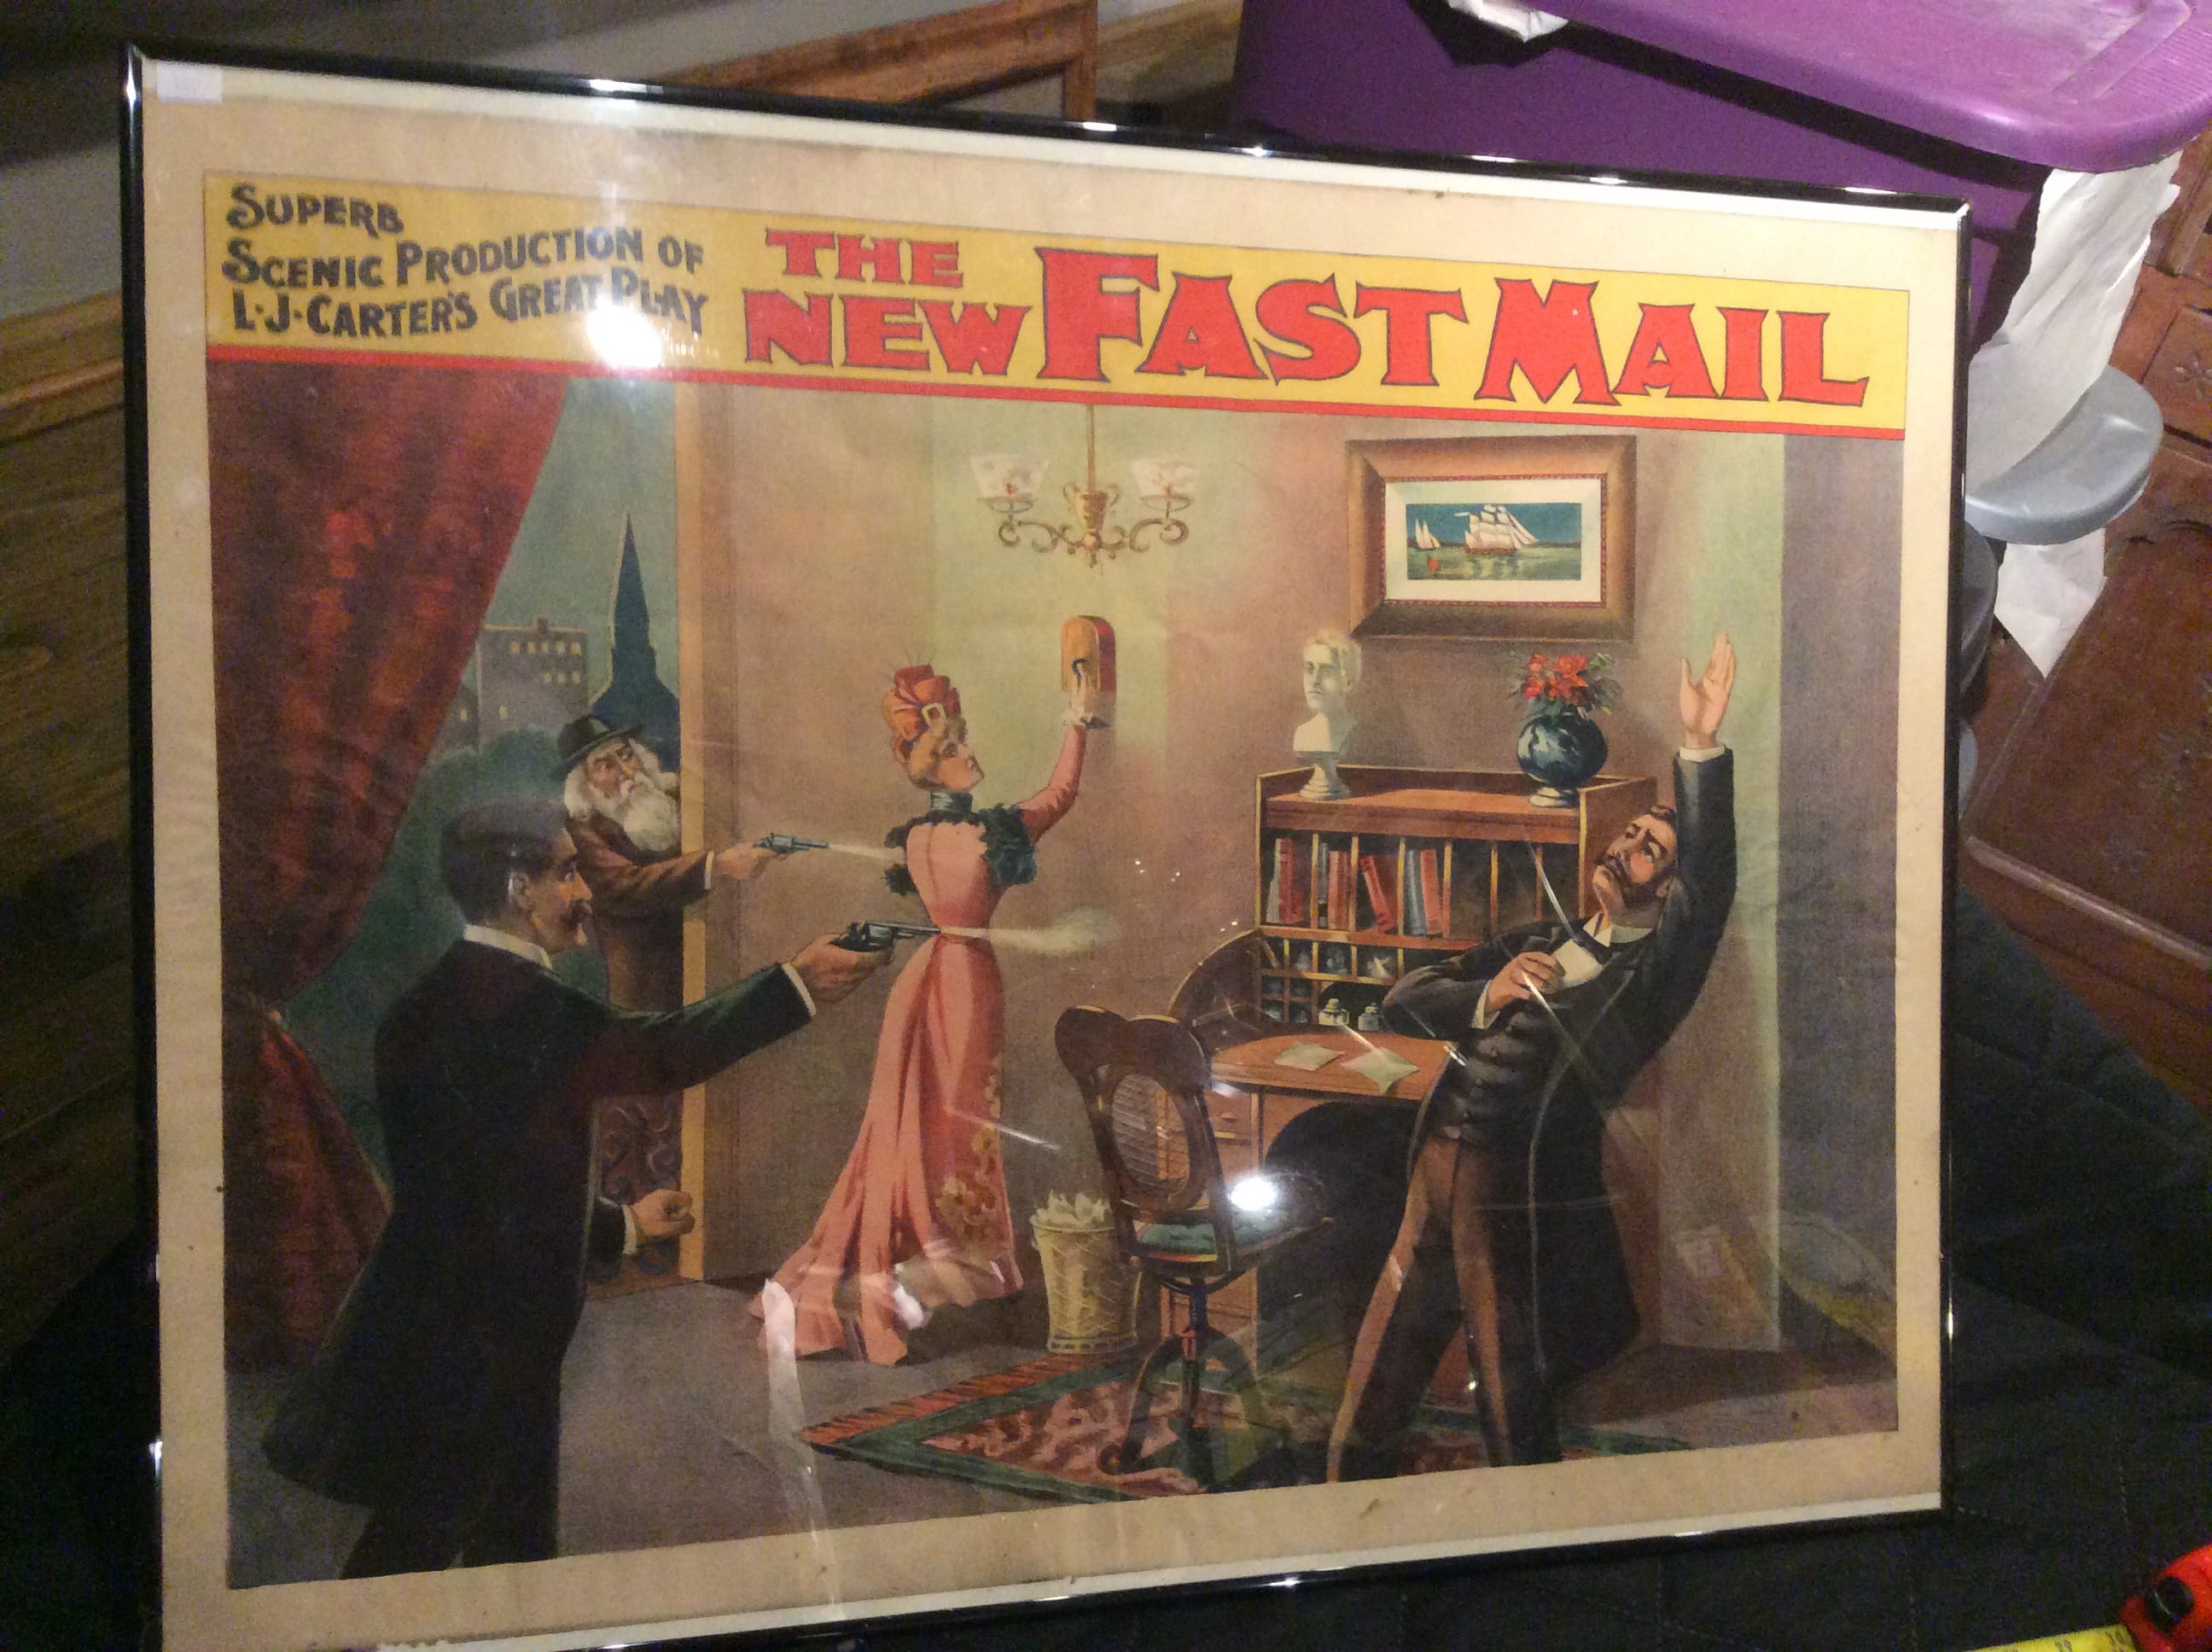 SUPERB
SCENIC PRODUCTION OF
L·J·CARTER'S GREAT PLAY
THE
NEW FAST MAIL